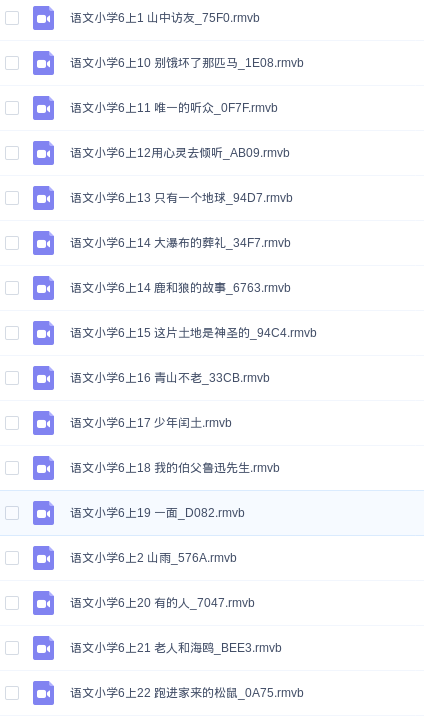 语文小学6上1 山中访友_75F0.rmvb
语文小学6上10 别饿坏了那匹马_1E08.rmvb
语文小学6上11 唯一的听众_0F7F.rmvb
语文小学6上12用心灵去倾听_AB09.rmvb
语文小学6上13 只有一个地球_94D7.rmvb
语文小学6上14 大瀑布的葬礼_34F7.rmvb
语文小学6上14 鹿和狼的故事_6763.rmvb
语文小学6上15 这片土地是神圣的_94C4.rmvb
语文小学6上16 青山不老_33CB.rmvb
语文小学6上17 少年闰土.rmvb
语文小学6上18 我的伯父鲁迅先生.rmvb
语文小学6上19 一面_D082.rmvb
语文小学6上2 山雨_576A.rmvb
语文小学6上20 有的人_7047.rmvb
语文小学6上21 老人和海鸥_BEE3.rmvb
语文小学6上22 跑进家来的松鼠_0A75.rmvb